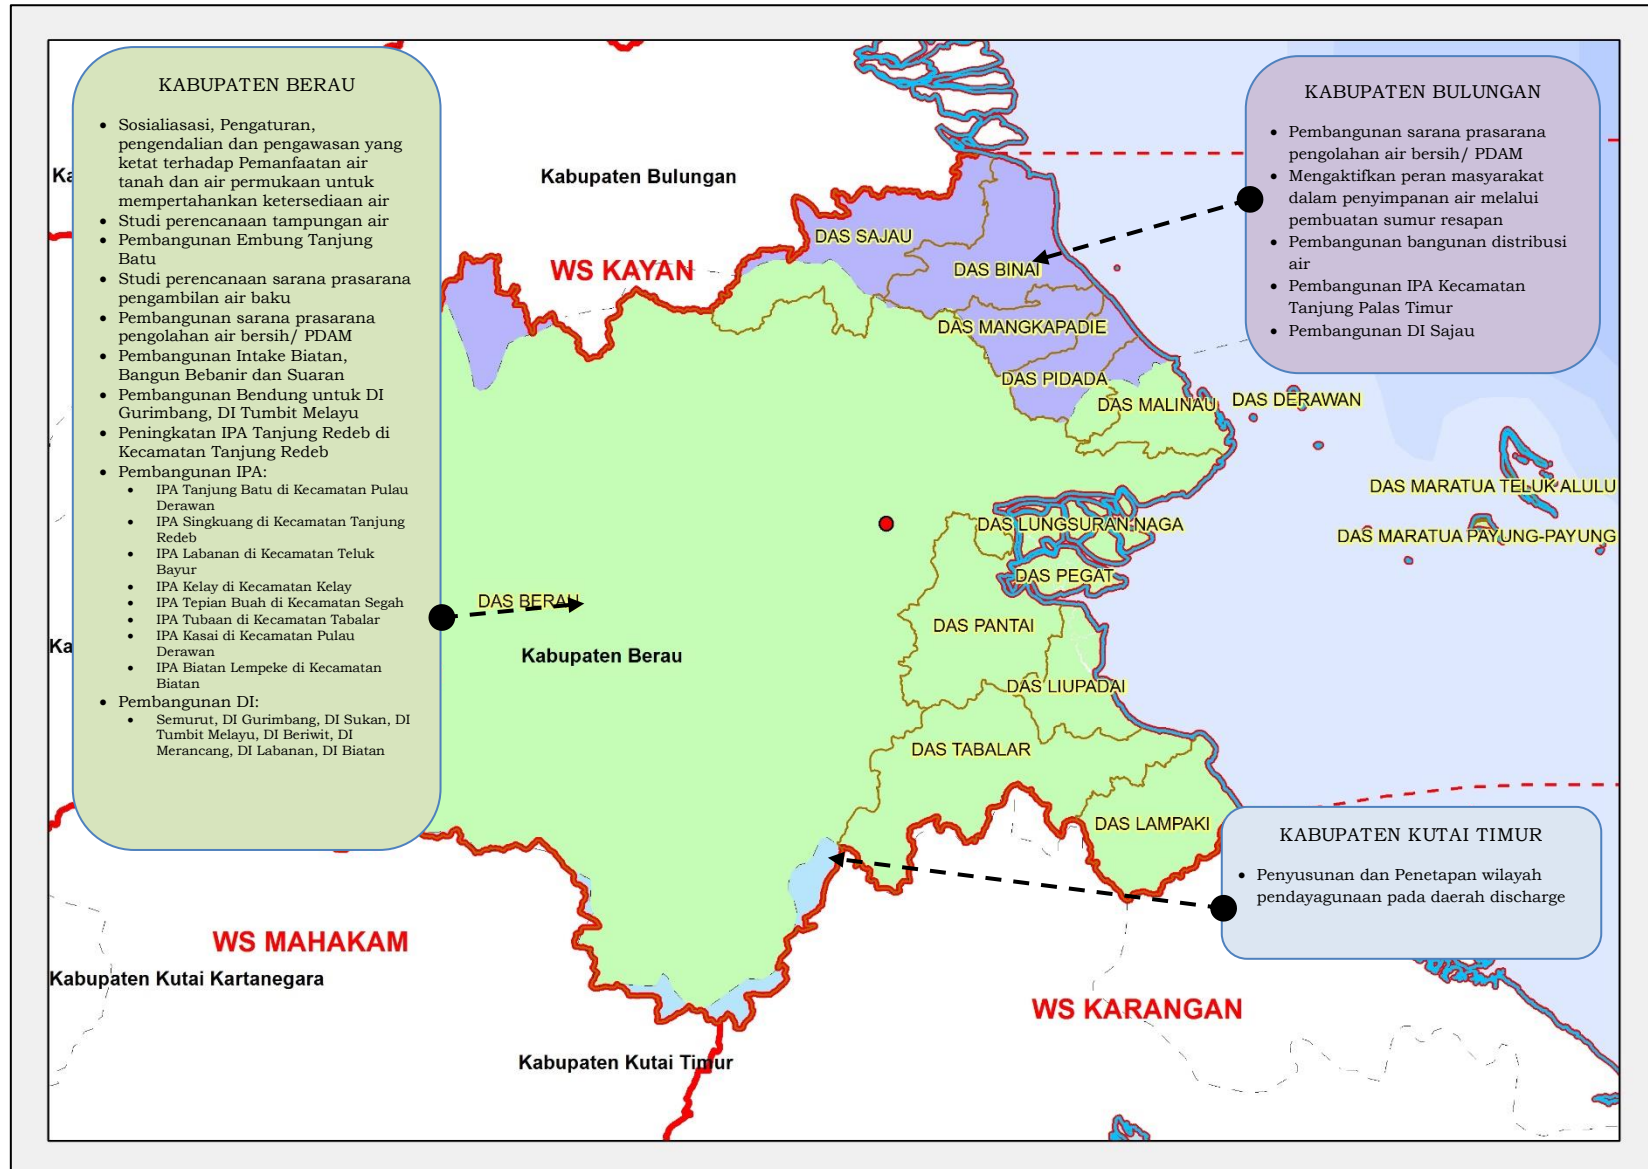 KABUPATEN BERAU
• Sosialiasasi, Pengaturan,
pengendalian dan pengawasan yang
ketat terhadap Pemanfaatan air
tanah dan air permukaan untuk
mempertahankan ketersediaan air
• Studi perencanaan tampungan air
• Pembangunan Embung Tanjung
Batu
• Studi perencanaan sarana prasarana
pengambilan air baku
• Pembangunan sarana prasarana
pengolahan air bersih/ PDAM
• Pembangunan Intake Biatan,
Bangun Bebanir dan Suaran
• Pembangunan Bendung untuk DI
Gurimbang, DI Tumbit Melayu
• Peningkatan IPA Tanjung Redeb di
Kecamatan Tanjung Redeb
• Pembangunan IPA:
• IPA Tanjung Batu di Kecamatan Pulau
Derawan
• IPA Singkuang di Kecamatan Tanjung
Redeb
• IPA Labanan di Kecamatan Teluk
Bayur
• IPA Kelay di Kecamatan Kelay
• IPA Tepian Buah di Kecamatan Segah
• IPA Tubaan di Kecamatan Tabalar
• IPA Kasai di Kecamatan Pulau
Derawan
• IPA Biatan Lempeke di Kecamatan
Biatan
• Pembangunan DI:
• Semurut, DI Gurimbang, DI Sukan, DI
Tumbit Melayu, DI Beriwit, DI
Merancang, DI Labanan, DI Biatan
KABUPATEN BULUNGAN
• Pembangunan sarana prasarana
pengolahan air bersih/ PDAM
• Mengaktifkan peran masyarakat
dalam penyimpanan air melalui
pembuatan sumur resapan
• Pembangunan bangunan distribusi
air
• Pembangunan IPA Kecamatan
Tanjung Palas Timur
• Pembangunan DI Sajau
Ka
Kabupaten Bulungan
DAS SAJAU
WS KAYAN
DAS BINAI
DAS MANGKAPADIE
DAS PIDADA
DAS MALINAU
DAS DERAWAN
DAS MARATUA TELUK ALULU
DAS LUNGSURAN NAGA
DAS MARATUA PAYUNG-PAYUNG
DAS PEGAT
DAS BERAU
DAS PANTAI
Ka
Kabupaten Berau
DAS LIUPADAI
DAS TABALAR
DAS LAMPAKI
KABUPATEN KUTAI TIMUR
• Penyusunan dan Penetapan wilayah
pendayagunaan pada daerah discharge
WS MAHAKAM
Kabupaten Kutai Kartanegara
WS KARANGAN
Kabupaten Kutai Timur